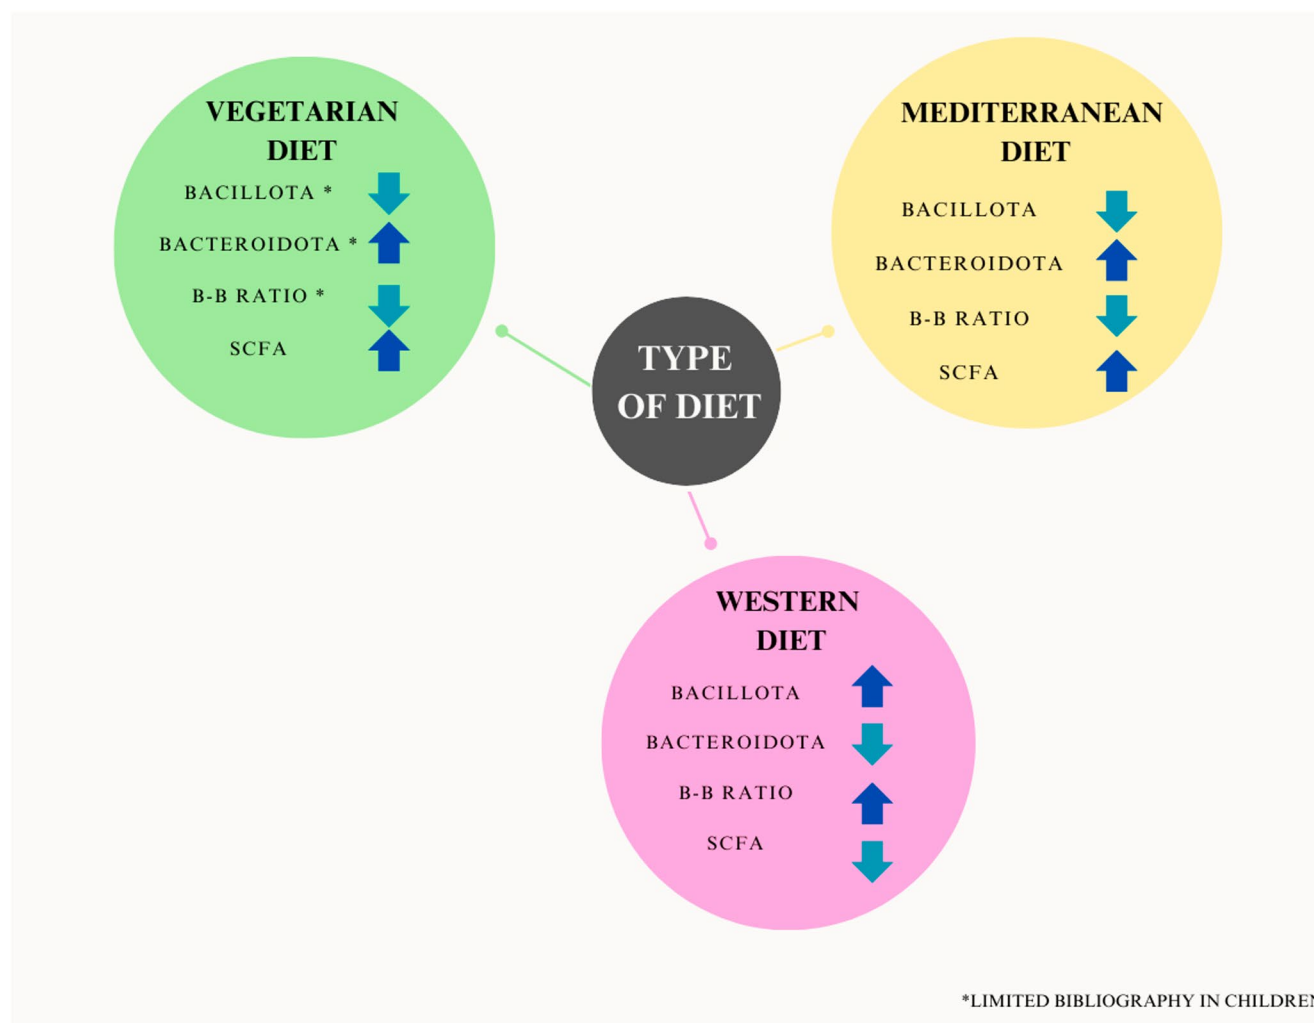 VEGETARIAN
DIET
BACILLOTA *
BACTEROIDOTA *
B-B RATIO *
SCFA
MEDITERRANEAN
DIET
BACILLOTA
BACTEROIDOTA
B-B RATIO
SCFA
TYPE
OF DIET
WESTERN
DIET
BACILLOTA
BACTEROIDOTA
B-B RATIO
SCFA
*LIMITED BIBLIOGRAPHY IN CHILDREN